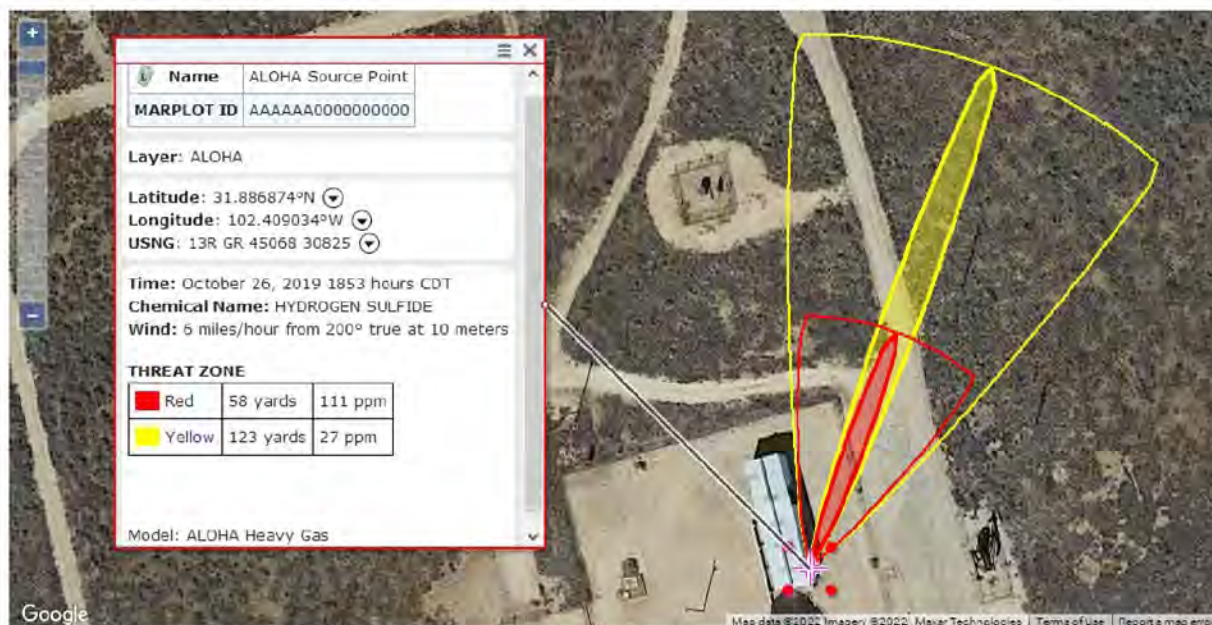 Name ALOHA Source Point
MARPLOT ID AAAAAA0000000000
Layer: ALOHA
Latitude: 31.886874ºN
Longitude: 102.409034ºW
USNG: 13R GR 45068 30825
Time: October 26, 2019 1853 hours CDT
Chemical Name: HYDROGEN SULFIDE
Wind: 6 miles/hour from 200º true at 10 meters
THREAT ZONE
Red 58 yards 111 ppm
Yellow 123 yards 27 ppm
Model: ALOHA Heavy Gas
Google
Map data ©2022 Imagery ©2022, Maxar Technologies | Terms of Use | Report a map error